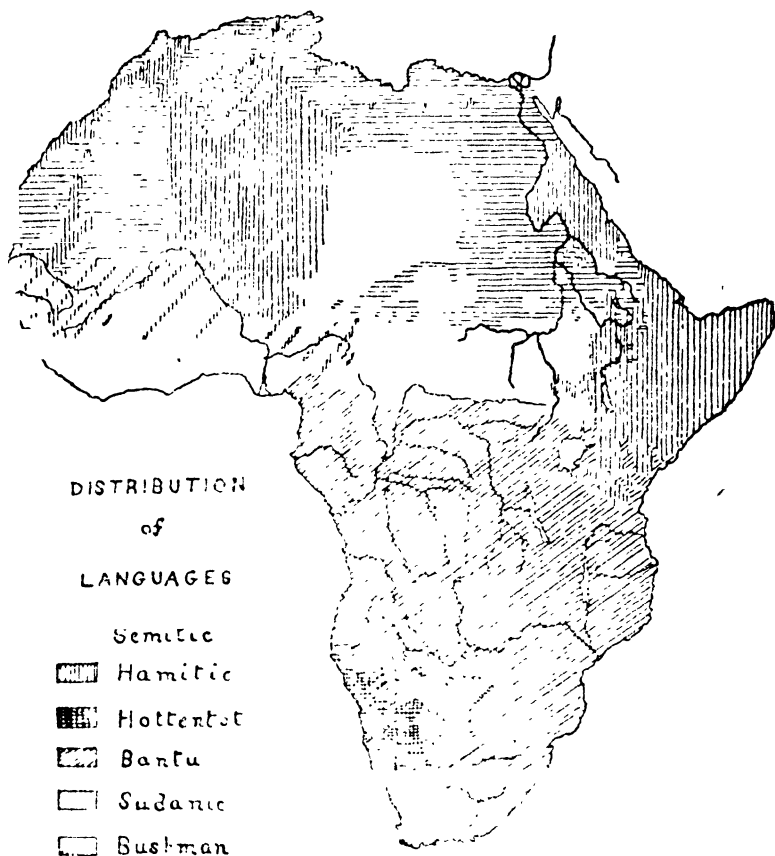 DISTRIBUTION
of
LANGUAGES
Semitic
Hamitic
Hottentot
Bantu
Sudanic
Bushman